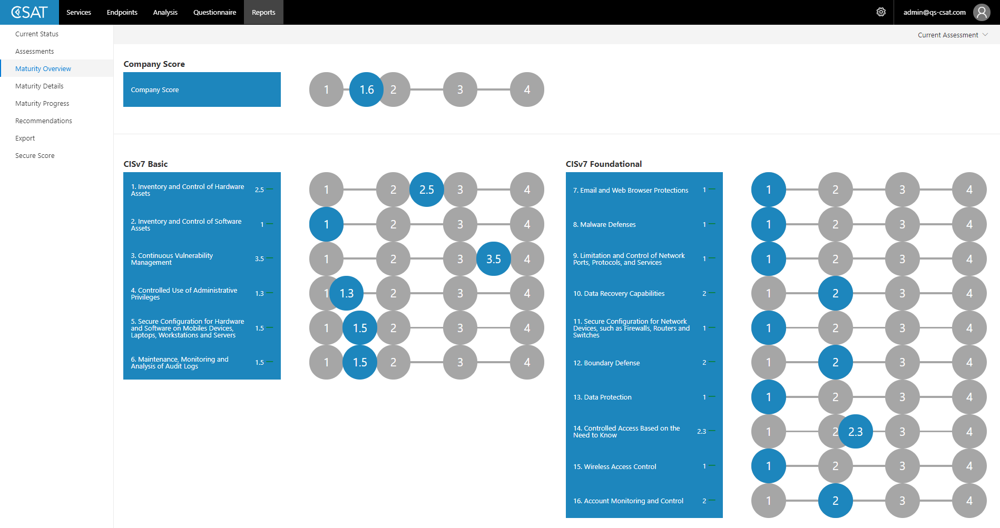 CSAT Services Endpoints Analysis Questionnaire Reports admin@qs-csat.com
Current Status
Assessments
Maturity Overview
Maturity Details
Maturity Progress
Recommendations
Export
Secure Score
Current Assessment
Company Score
Company Score
1 1.6 2 3 4
CISv7 Basic
1. Inventory and Control of Hardware
Assets
2.5
1 2 2.5 3 4
2. Inventory and Control of Software
Assets
1
1 2 3 4
3. Continuous Vulnerability
Management
3.5
1 2 3 3.5 4
4. Controlled Use of Administrative
Privileges
1.3
1 1.3 2 3 4
5. Secure Configuration for Hardware
and Software on Mobiles Devices,
Laptops, Workstations and Servers
1.5
1 1.5 2 3 4
6. Maintenance, Monitoring and
Analysis of Audit Logs
1.5
1 1.5 2 3 4
CISv7 Foundational
7. Email and Web Browser Protections
1
1 2 3 4
8. Malware Defenses
1
1 2 3 4
9. Limitation and Control of Network
Ports, Protocols, and Services
1
1 2 3 4
10. Data Recovery Capabilities
2
1 2 3 4
11. Secure Configuration for Network
Devices, such as Firewalls, Routers and
Switches
1
1 2 3 4
12. Boundary Defense
2
1 2 3 4
13. Data Protection
1
1 2 3 4
14. Controlled Access Based on the
Need to Know
2.3
1 2 2.3 3 4
15. Wireless Access Control
1
1 2 3 4
16. Account Monitoring and Control
2
1 2 3 4